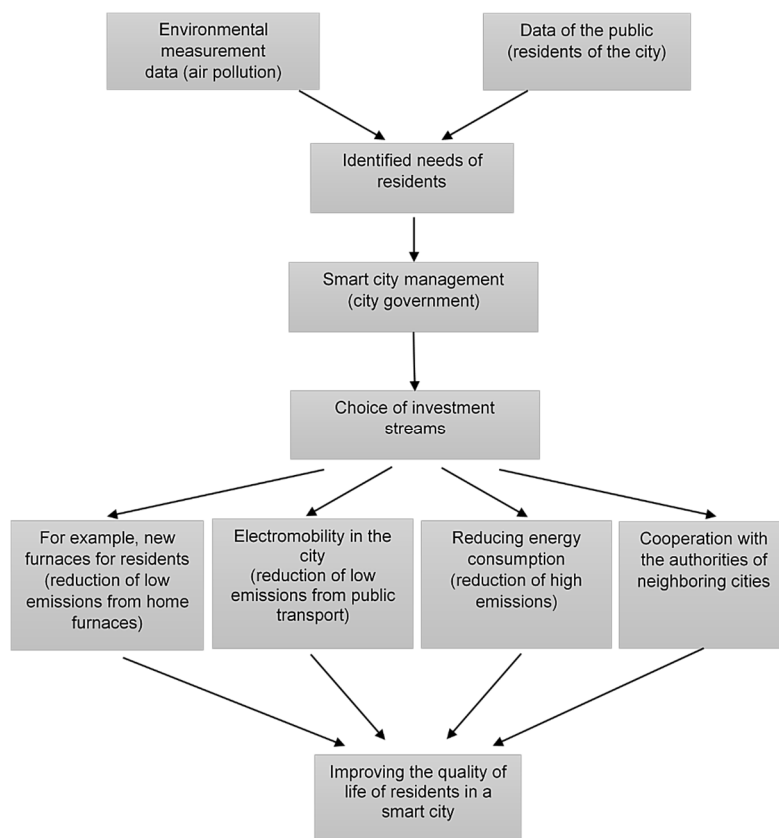 Environmental
measurement
data (air pollution)
Data of the public
(residents of the city)
Identified needs of
residents
Smart city management
(city government)
Choice of investment
streams
For example, new
furnaces for residents
(reduction of low
emissions from home
furnaces)
Electromobility in the
city
(reduction of low
emissions from public
transport)
Reducing energy
consumption
(reduction of high
emissions)
Cooperation with
the authorities of
neighboring cities
Improving the quality of
life of residents in a
smart city